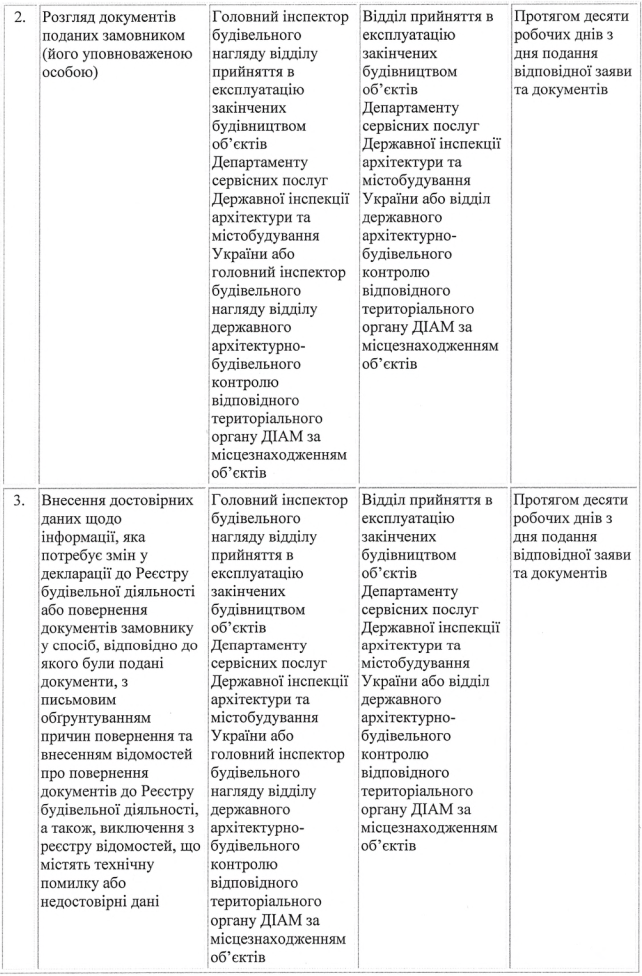 2.
Розгляд документів
поданих замовником
(його уповноваженою
особою)
Головний інспектор
будівельного
нагляду відділу
прийняття в
експлуатацію
закінчених
будівництвом
об’єктів
Департаменту
сервісних послуг
Державної інспекції
архітектури та
містобудування
України або
головний інспектор
будівельного
нагляду відділу
державного
архітектурно-
будівельного
контролю
відповідного
територіального
органу ДІАМ за
місцезнаходженням
об’єктів
Відділ прийняття в
експлуатацію
закінчених
будівництвом
об’єктів
Департаменту
сервісних послуг
Державної інспекції
архітектури та
містобудування
України або відділ
державного
архітектурно-
будівельного
контролю
відповідного
територіального
органу ДІАМ за
місцезнаходженням
об’єктів
Протягом десяти
робочих днів з
дня подання
відповідної заяви
та документів
3.
Внесення достовірних
даних щодо
інформації, яка
потребує змін у
декларації до Реєстру
будівельної діяльності
або повернення
документів замовнику
у спосіб, відповідно до
якого були подані
документи, з
письмовим
обґрунтуванням
причин повернення та
внесенням відомостей
про повернення
документів до Реєстру
будівельної діяльності,
а також, виключення з
реєстру відомостей, що
містять технічну
помилку або
недостовірні дані
Головний інспектор
будівельного
нагляду відділу
прийняття в
експлуатацію
закінчених
будівництвом
об’єктів
Департаменту
сервісних послуг
Державної інспекції
архітектури та
містобудування
України або
головний інспектор
будівельного
нагляду відділу
державного
архітектурно-
будівельного
контролю
відповідного
територіального
органу ДІАМ за
місцезнаходженням
об’єктів
Відділ прийняття в
експлуатацію
закінчених
будівництвом
об’єктів
Департаменту
сервісних послуг
Державної інспекції
архітектури та
містобудування
України або відділ
державного
архітектурно-
будівельного
контролю
відповідного
територіального
органу ДІАМ за
місцезнаходженням
об’єктів
Протягом десяти
робочих днів з
дня подання
відповідної заяви
та документів